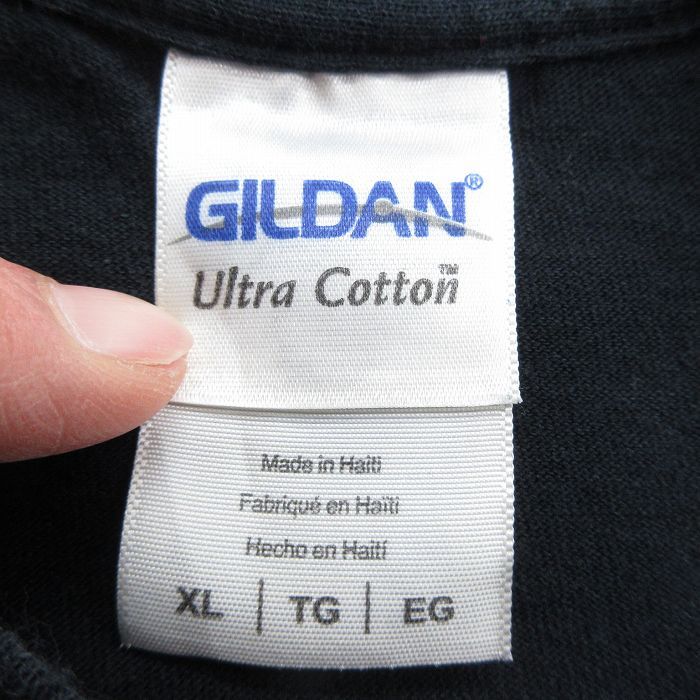 GILDAN®
Ultra Cotton™
Made in Haiti
Fabriqué en Haïti
Hecho en Haití
XL | TG | EG